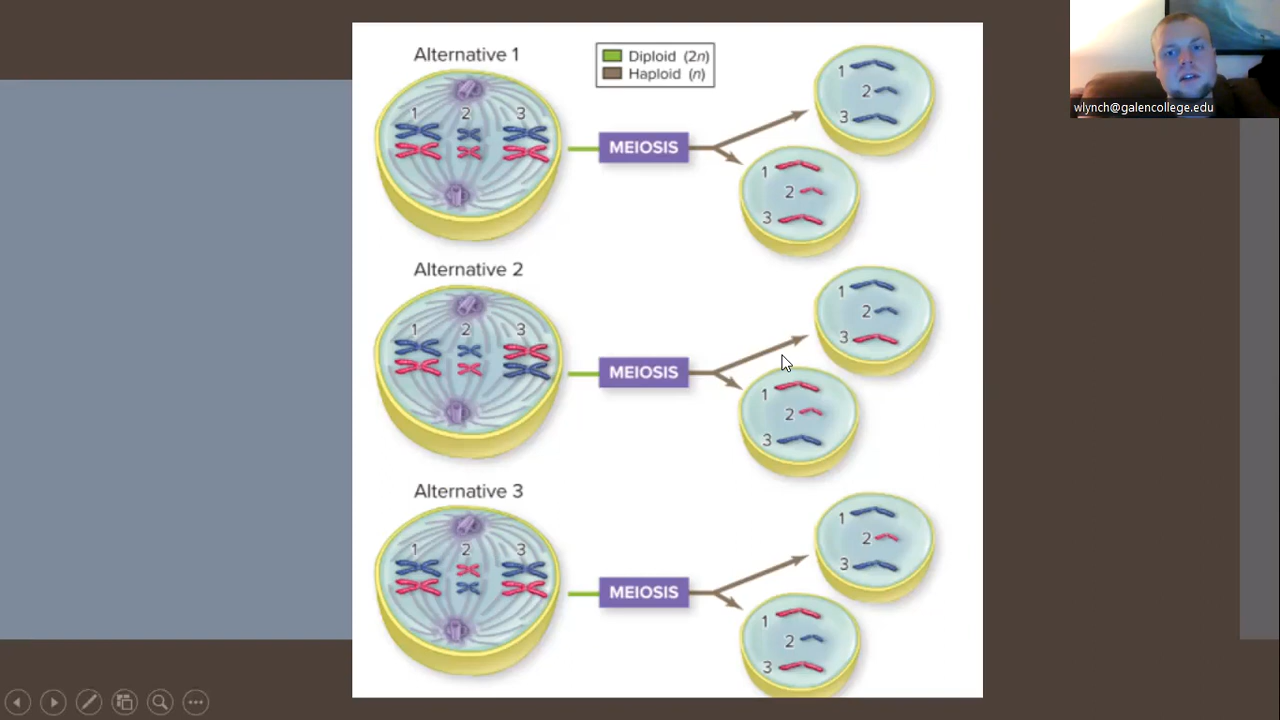 Alternative 1
Diploid (2n)
Haploid (n)
1 2 3
MEIOSIS
1
2
3
1
2
3
wlynch@galencollege.edu
Alternative 2
1 2 3
MEIOSIS
1
2
3
1
2
3
Alternative 3
1 2 3
MEIOSIS
1
2
3
1
2
3